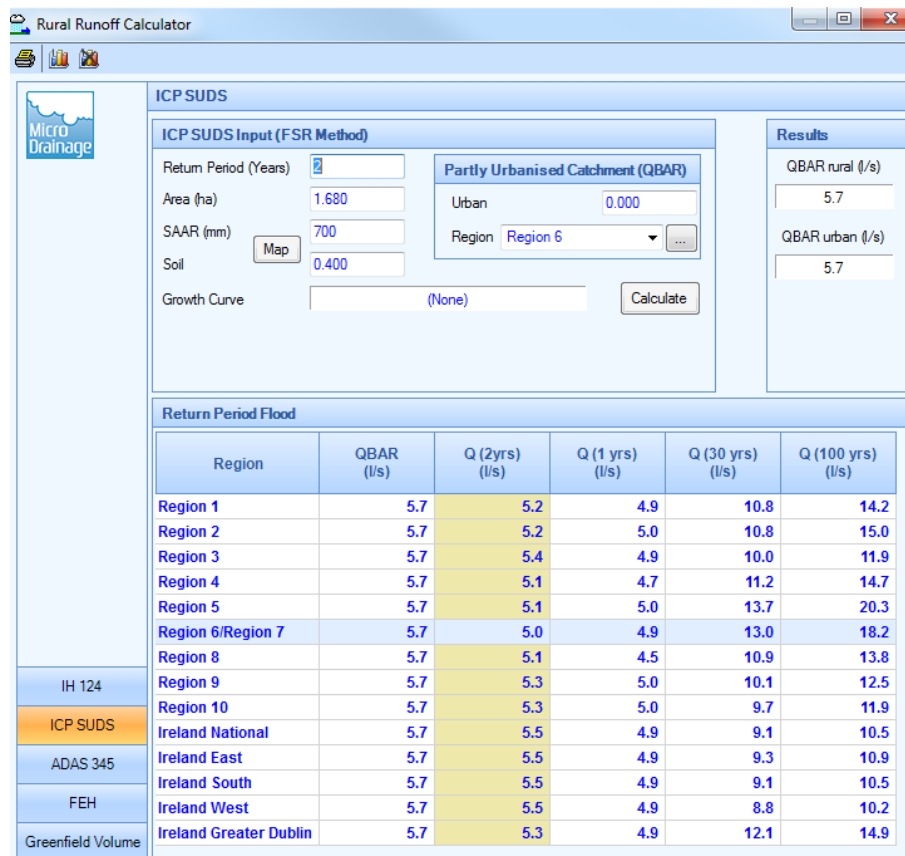 Rural Runoff Calculator
Micro
Drainage
ICP SUDS
ICP SUDS Input (FSR Method)
Return Period (Years) 2
Area (ha) 1.680
SAAR (mm) 700
Map
Soil 0.400
Growth Curve (None)
Calculate
Partly Urbanised Catchment (QBAR)
Urban 0.000
Region Region 6 ...
Results
QBAR rural (l/s)
5.7
QBAR urban (l/s)
5.7
Return Period Flood
Region QBAR (l/s) Q (2yrs) (l/s) Q (1 yrs) (l/s) Q (30 yrs) (l/s) Q (100 yrs) (l/s)
Region 1 5.7 5.2 4.9 10.8 14.2
Region 2 5.7 5.2 5.0 10.8 15.0
Region 3 5.7 5.4 4.9 10.0 11.9
Region 4 5.7 5.1 4.7 11.2 14.7
Region 5 5.7 5.1 5.0 13.7 20.3
Region 6/Region 7 5.7 5.0 4.9 13.0 18.2
Region 8 5.7 5.1 4.5 10.9 13.8
Region 9 5.7 5.3 5.0 10.1 12.5
Region 10 5.7 5.3 5.0 9.7 11.9
Ireland National 5.7 5.5 4.9 9.1 10.5
Ireland East 5.7 5.5 4.9 9.3 10.9
Ireland South 5.7 5.5 4.9 9.1 10.5
Ireland West 5.7 5.5 4.9 8.8 10.2
Ireland Greater Dublin 5.7 5.3 4.9 12.1 14.9
IH 124
ICP SUDS
ADAS 345
FEH
Greenfield Volume